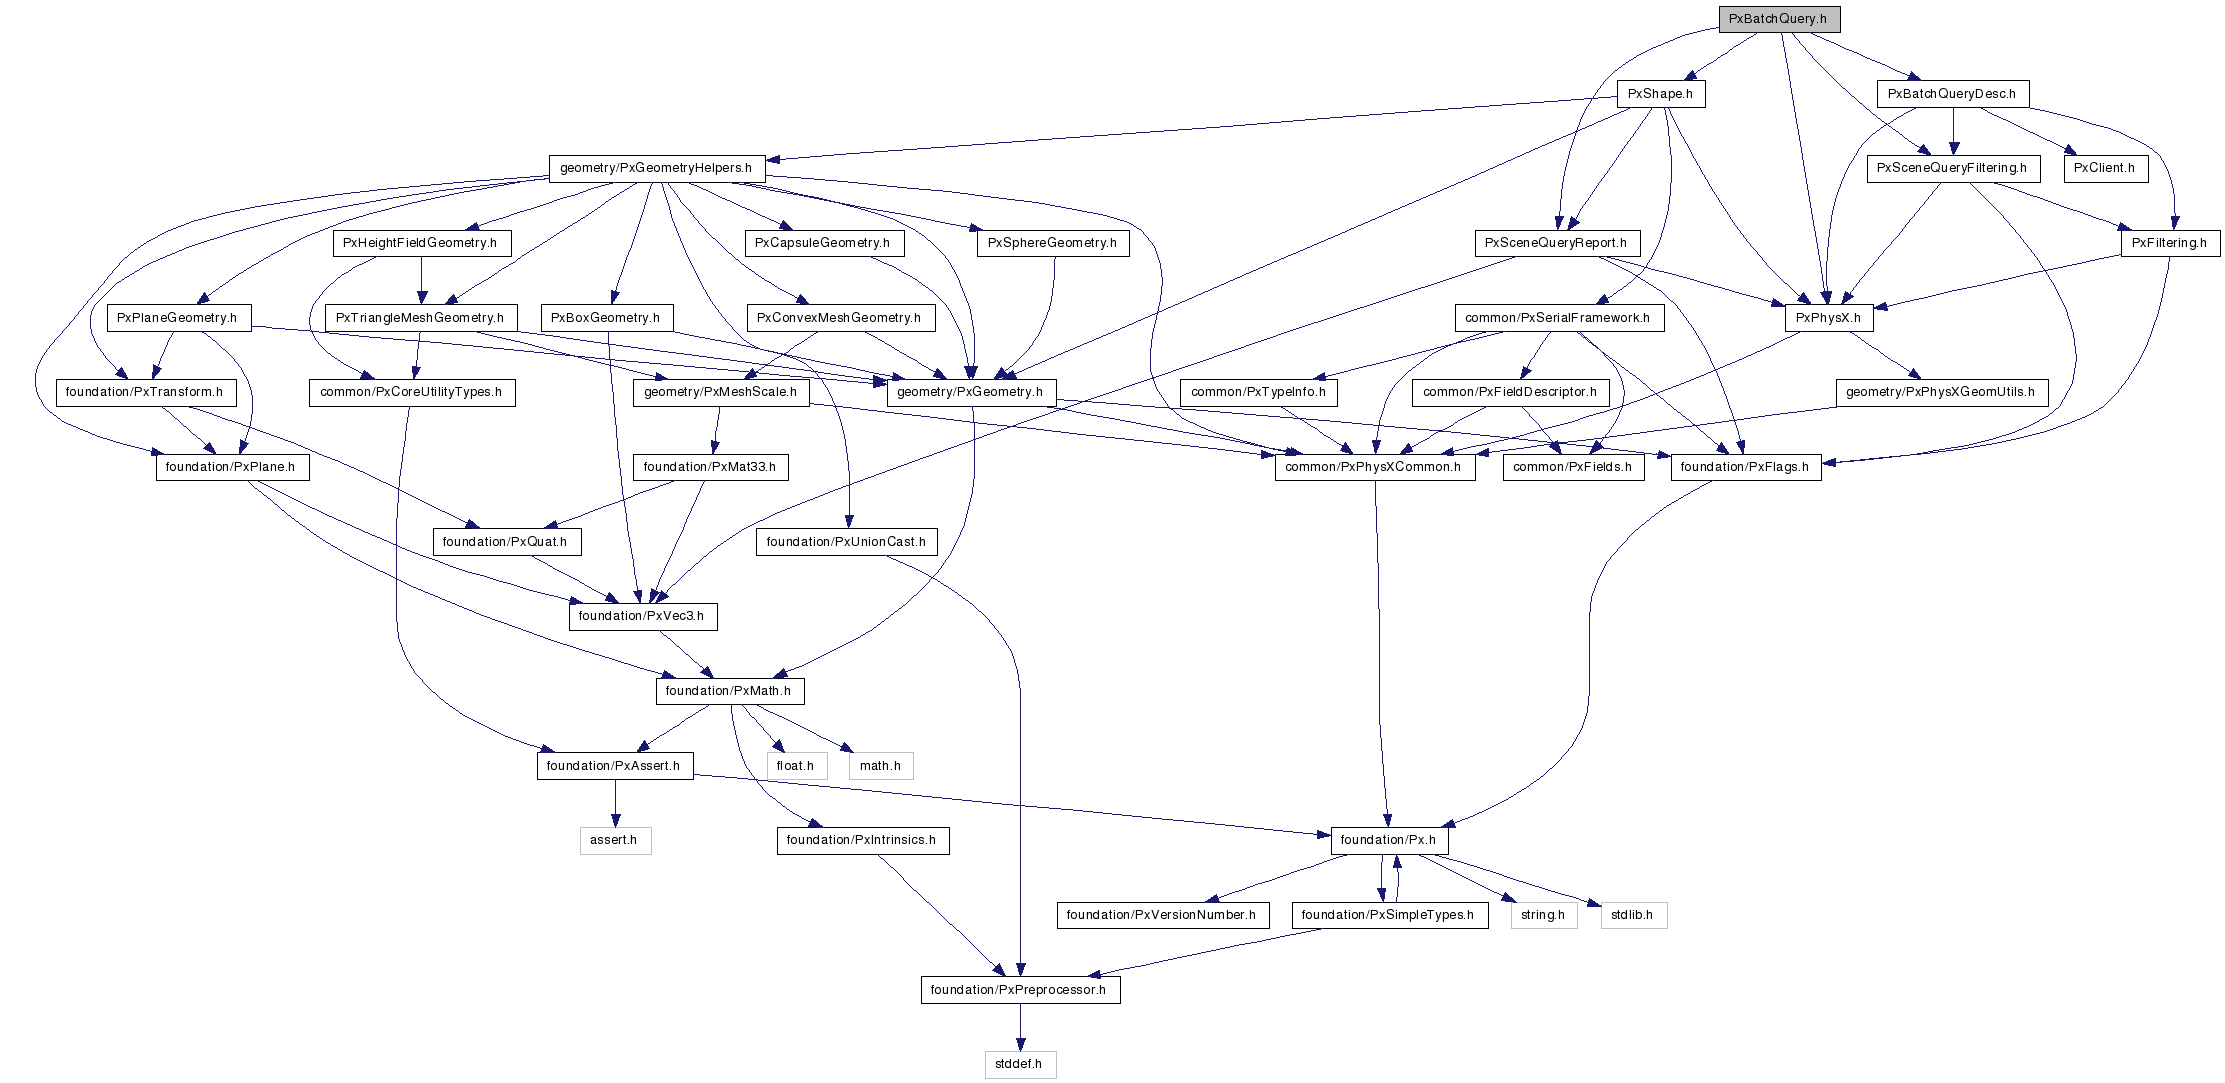 PxBatchQuery.h
PxShape.h
PxBatchQueryDesc.h
geometry/PxGeometryHelpers.h
PxSceneQueryFiltering.h
PxClient.h
PxHeightFieldGeometry.h
PxCapsuleGeometry.h
PxSphereGeometry.h
PxSceneQueryReport.h
PxFiltering.h
PxPlaneGeometry.h
PxTriangleMeshGeometry.h
PxBoxGeometry.h
PxConvexMeshGeometry.h
common/PxSerialFramework.h
PxPhysX.h
foundation/PxTransform.h
common/PxCoreUtilityTypes.h
geometry/PxMeshScale.h
geometry/PxGeometry.h
common/PxTypeInfo.h
common/PxFieldDescriptor.h
geometry/PxPhysXGeomUtils.h
foundation/PxPlane.h
foundation/PxMat33.h
common/PxPhysXCommon.h
common/PxFields.h
foundation/PxFlags.h
foundation/PxQuat.h
foundation/PxUnionCast.h
foundation/PxVec3.h
foundation/PxMath.h
foundation/PxAssert.h
float.h
math.h
assert.h
foundation/PxIntrinsics.h
foundation/Px.h
foundation/PxVersionNumber.h
foundation/PxSimpleTypes.h
string.h
stdlib.h
foundation/PxPreprocessor.h
stddef.h